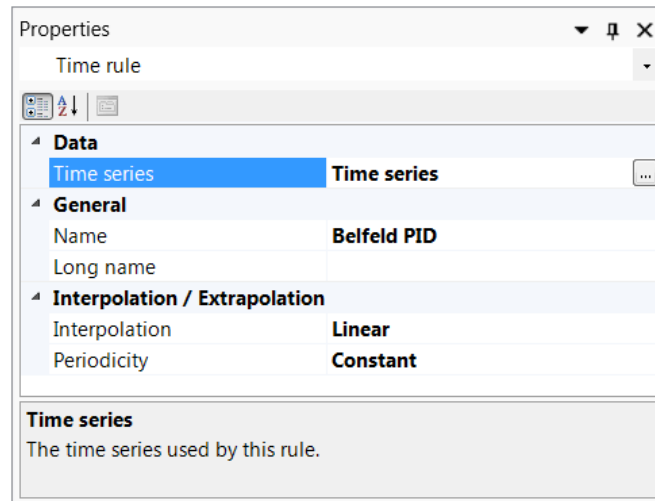 Properties
Time rule
Data
Time series Time series ...
General
Name Belfeld PID
Long name
Interpolation / Extrapolation
Interpolation Linear
Periodicity Constant
Time series
The time series used by this rule.